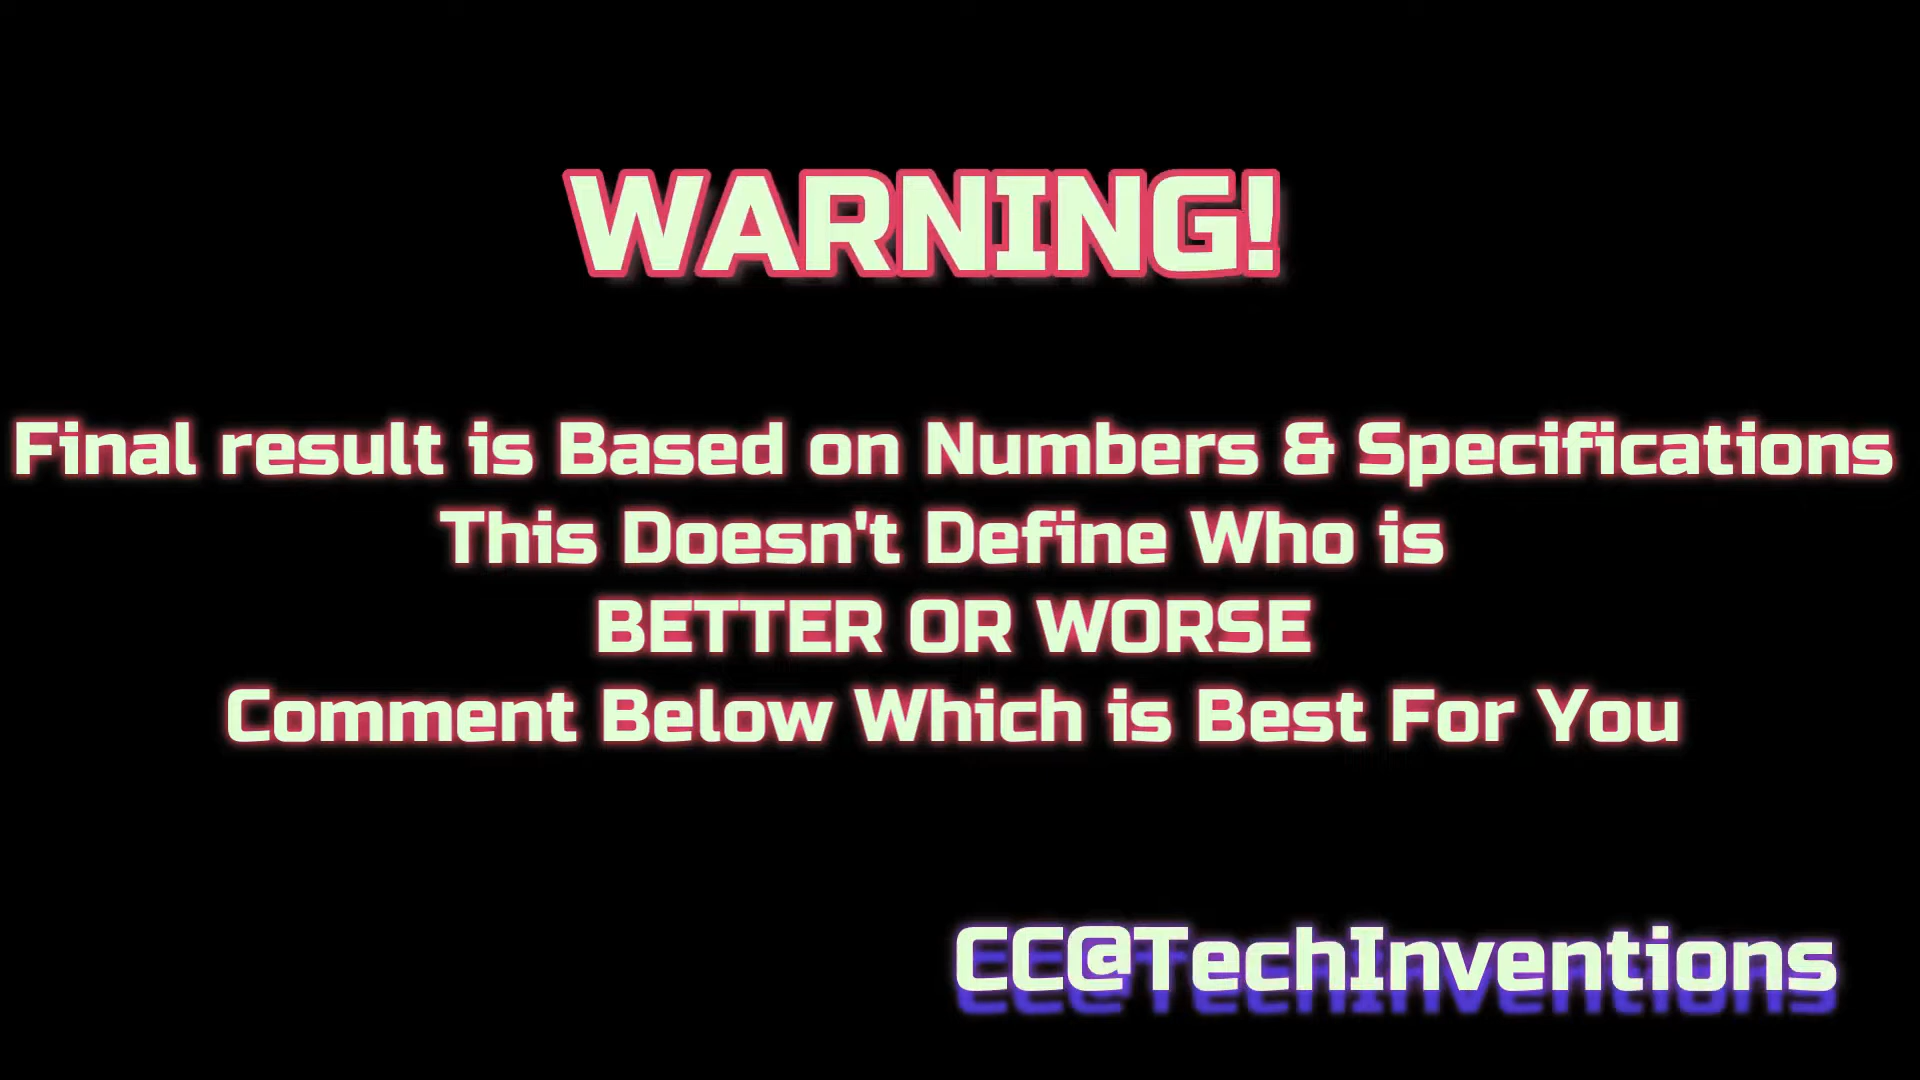 WARNING!
Final result is Based on Numbers & Specifications
This Doesn't Define Who is
BETTER OR WORSE
Comment Below Which is Best For You
CC@TechInventions